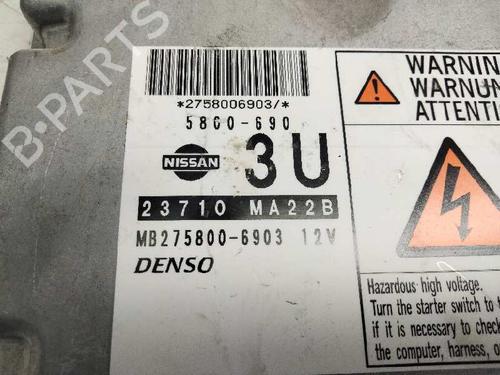 B-PARTS
*2758006903/*
5800-690
NISSAN
3U
23710 MA22B
MB275800-6903 12V
DENSO
WARNIN
WARNUN
ATTENTI
Hazardous high voltage.
Turn the starter switch to t
if it is necessary to check
the computer, harness, o